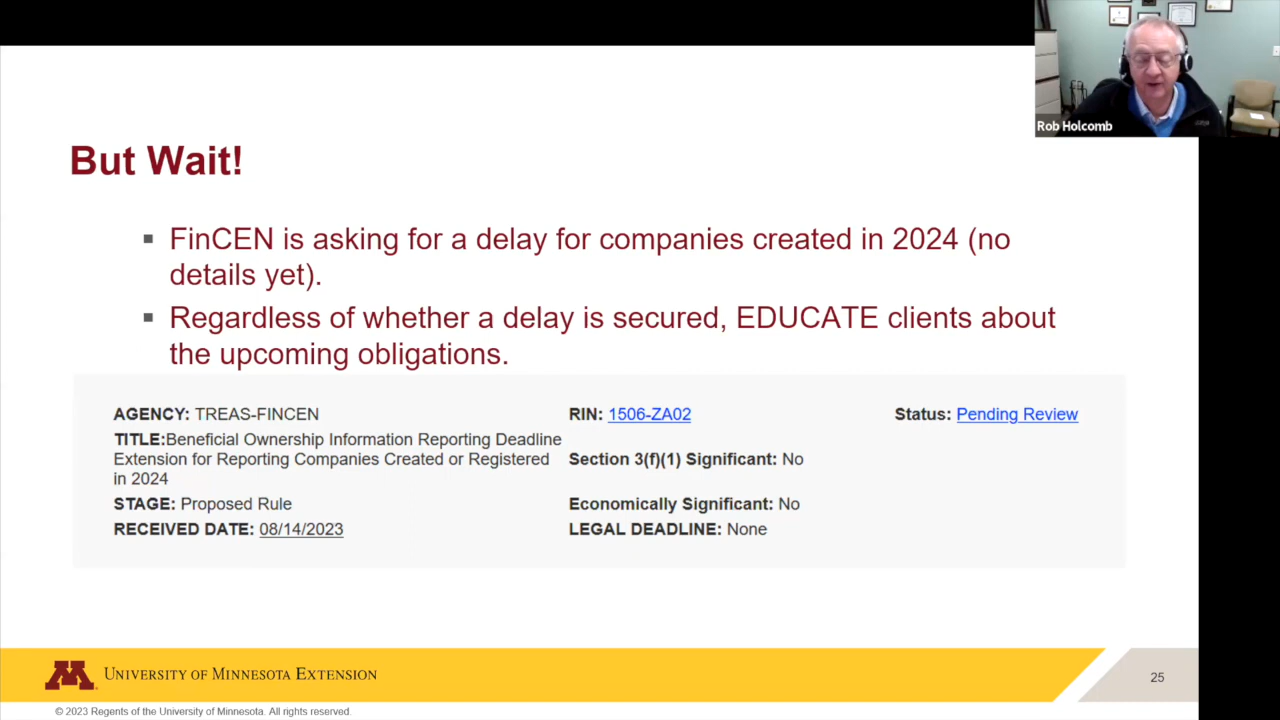 Rob Holcomb
But Wait!
▪ FinCEN is asking for a delay for companies created in 2024 (no
details yet).
▪ Regardless of whether a delay is secured, EDUCATE clients about
the upcoming obligations.
AGENCY: TREAS-FINCEN
RIN: 1506-ZA02
Status: Pending Review
TITLE:Beneficial Ownership Information Reporting Deadline
Extension for Reporting Companies Created or Registered
in 2024
Section 3(f)(1) Significant: No
STAGE: Proposed Rule
Economically Significant: No
RECEIVED DATE: 08/14/2023
LEGAL DEADLINE: None
M
UNIVERSITY OF MINNESOTA EXTENSION
25
© 2023 Regents of the University of Minnesota. All rights reserved.